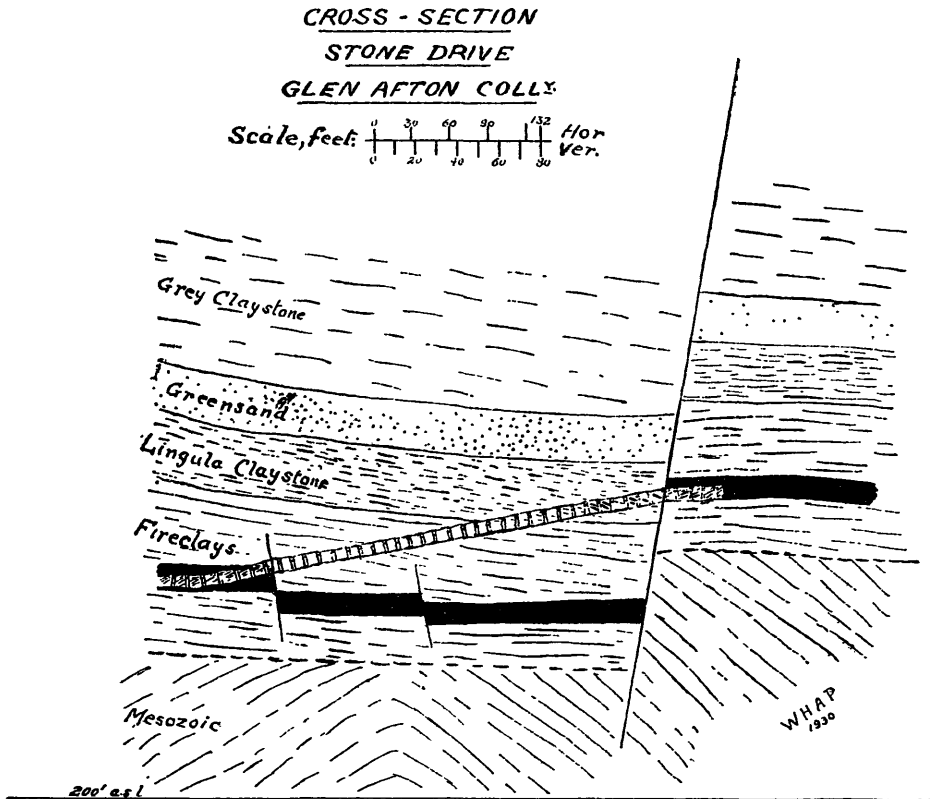 CROSS - SECTION
STONE DRIVE
GLEN AFTON COLLY.
Scale, feet: 0 30 60 90 132 Hor
0 20 40 60 80 Ver.
Grey Claystone
Greensand
Lingula Claystone
Fireclays
Mesozoic
WHAP
1930
200' a.s l